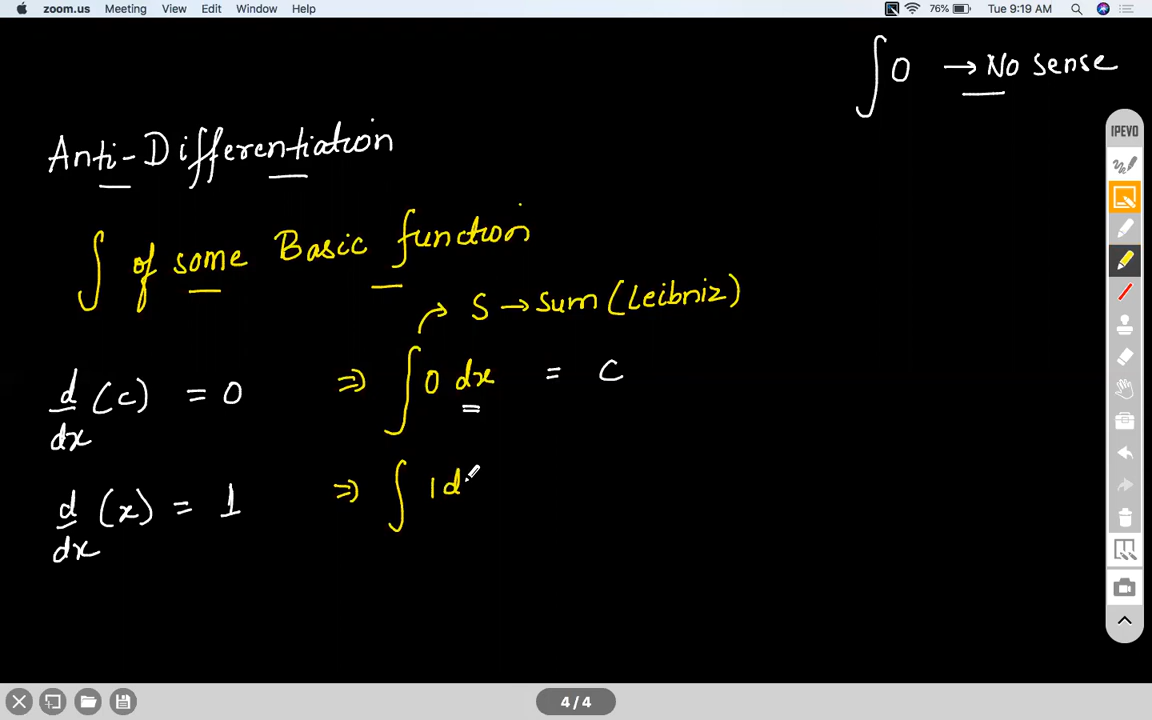 zoom.us Meeting View Edit Window Help 76% Tue 9:19 AM
∫ 0 → No sense
IPEVO
Anti-Differentiation
∫ of some Basic function
S → Sum (Leibniz)
d/dx (c) = 0 ⇒ ∫ 0 dx = c
d/dx (x) = 1 ⇒ ∫ 1 d
4/4